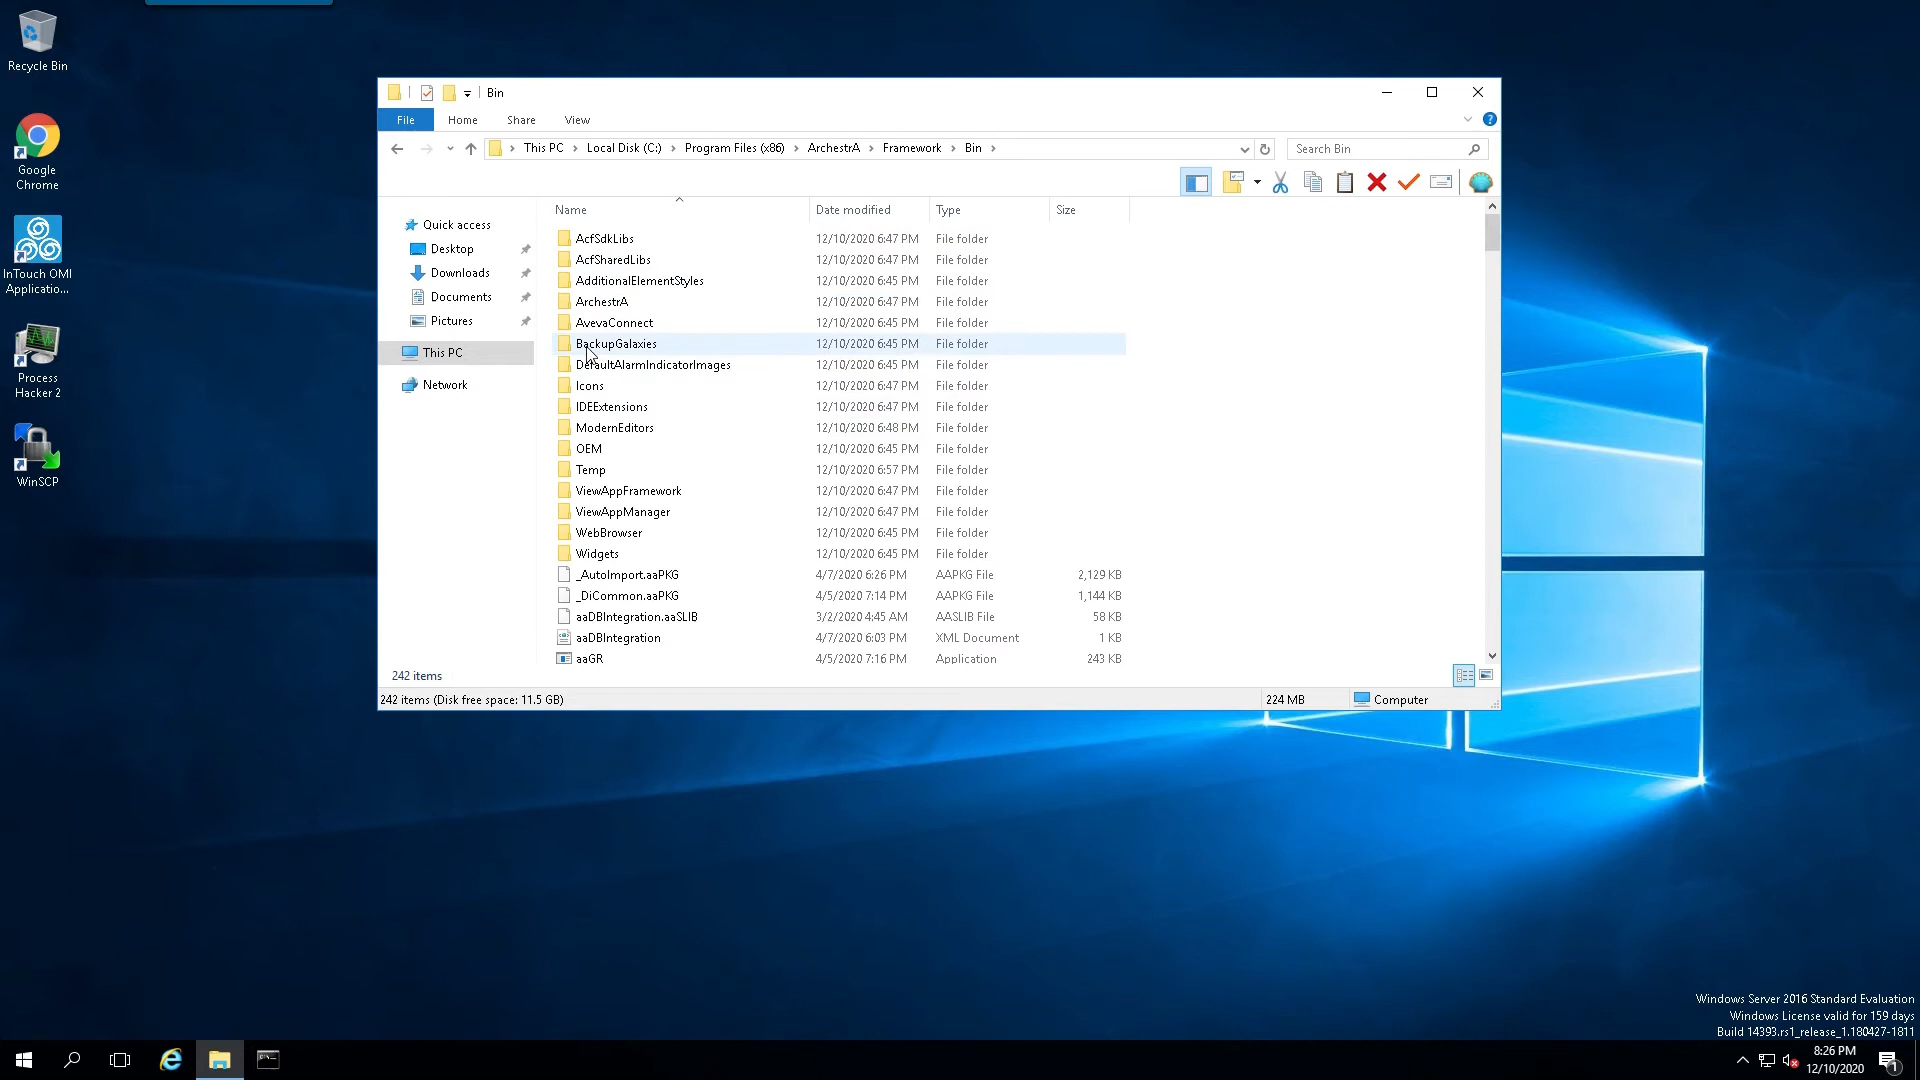 Recycle Bin
Google
Chrome
InTouch OMI
Applicatio...
Process
Hacker 2
WinSCP
Bin
File Home Share View
This PC Local Disk (C:) Program Files (x86) ArchestrA Framework Bin
Search Bin
Quick access
Desktop
Downloads
Documents
Pictures
This PC
Network
Name Date modified Type Size
AcfSdkLibs 12/10/2020 6:47 PM File folder
AcfSharedLibs 12/10/2020 6:47 PM File folder
AdditionalElementStyles 12/10/2020 6:45 PM File folder
ArchestrA 12/10/2020 6:47 PM File folder
AvevaConnect 12/10/2020 6:45 PM File folder
BackupGalaxies 12/10/2020 6:45 PM File folder
DefaultAlarmIndicatorImages 12/10/2020 6:45 PM File folder
Icons 12/10/2020 6:47 PM File folder
IDEExtensions 12/10/2020 6:47 PM File folder
ModernEditors 12/10/2020 6:48 PM File folder
OEM 12/10/2020 6:45 PM File folder
Temp 12/10/2020 6:57 PM File folder
ViewAppFramework 12/10/2020 6:47 PM File folder
ViewAppManager 12/10/2020 6:47 PM File folder
WebBrowser 12/10/2020 6:45 PM File folder
Widgets 12/10/2020 6:45 PM File folder
_AutoImport.aaPKG 4/7/2020 6:26 PM AAPKG File 2,129 KB
_DiCommon.aaPKG 4/5/2020 7:14 PM AAPKG File 1,144 KB
aaDBIntegration.aaSLIB 3/2/2020 4:45 AM AASLIB File 58 KB
aaDBIntegration 4/7/2020 6:03 PM XML Document 1 KB
aaGR 4/5/2020 7:16 PM Application 243 KB
242 items
242 items (Disk free space: 11.5 GB) 224 MB Computer
Windows Server 2016 Standard Evaluation
Windows License valid for 159 days
Build 14393.rs1_release_1.180427-1811
8:26 PM
12/10/2020
1